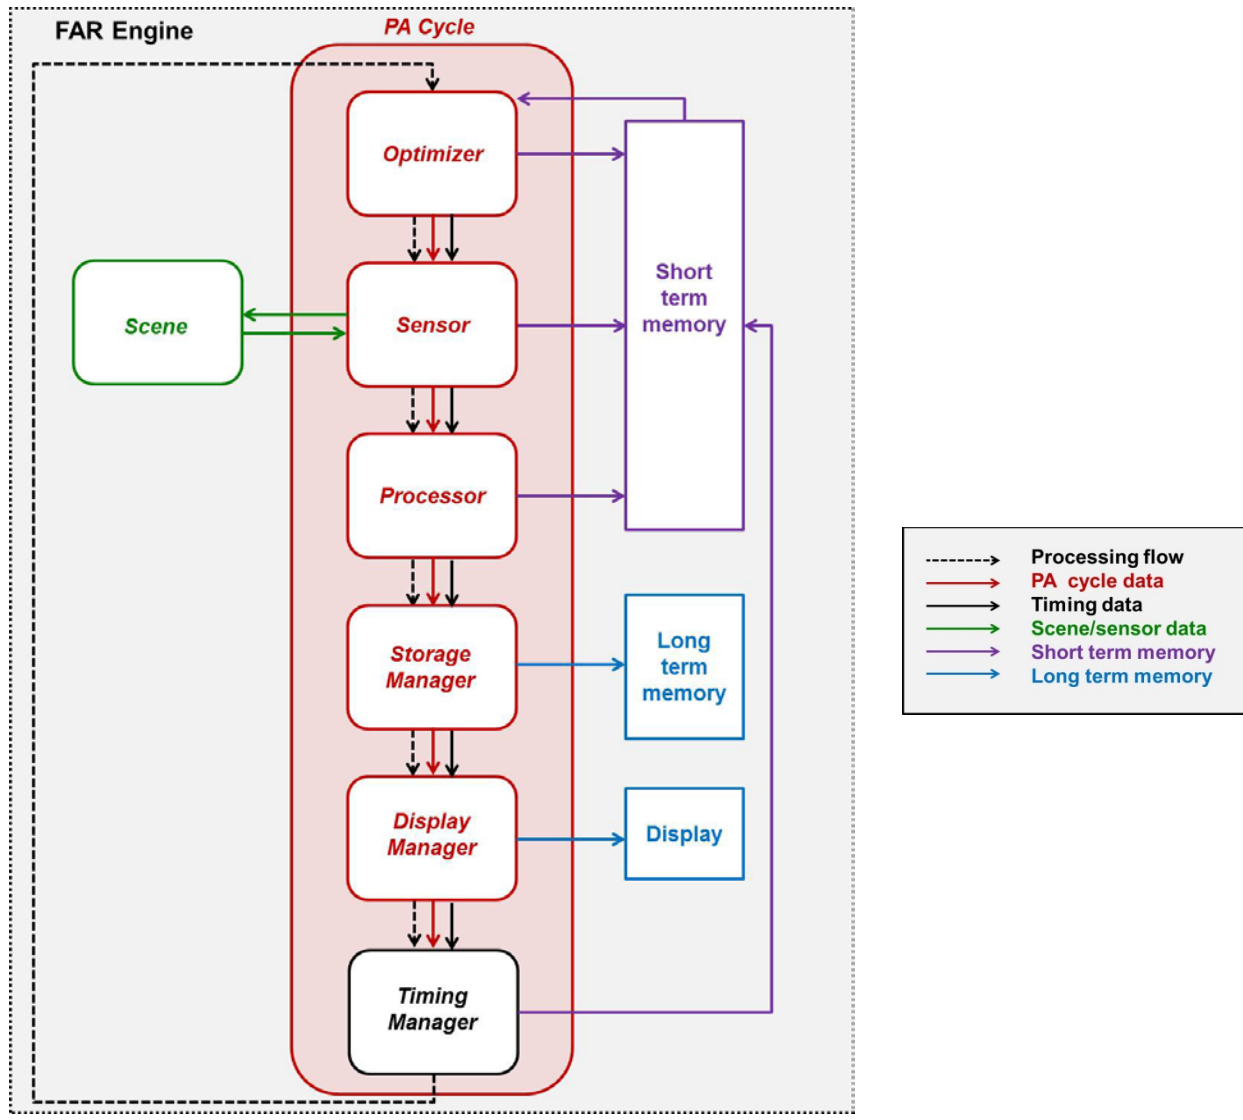 FAR Engine
PA Cycle
Optimizer
Scene
Sensor
Short
term
memory
Processor
Storage
Manager
Long
term
memory
Display
Manager
Display
Timing
Manager
Processing flow
PA cycle data
Timing data
Scene/sensor data
Short term memory
Long term memory